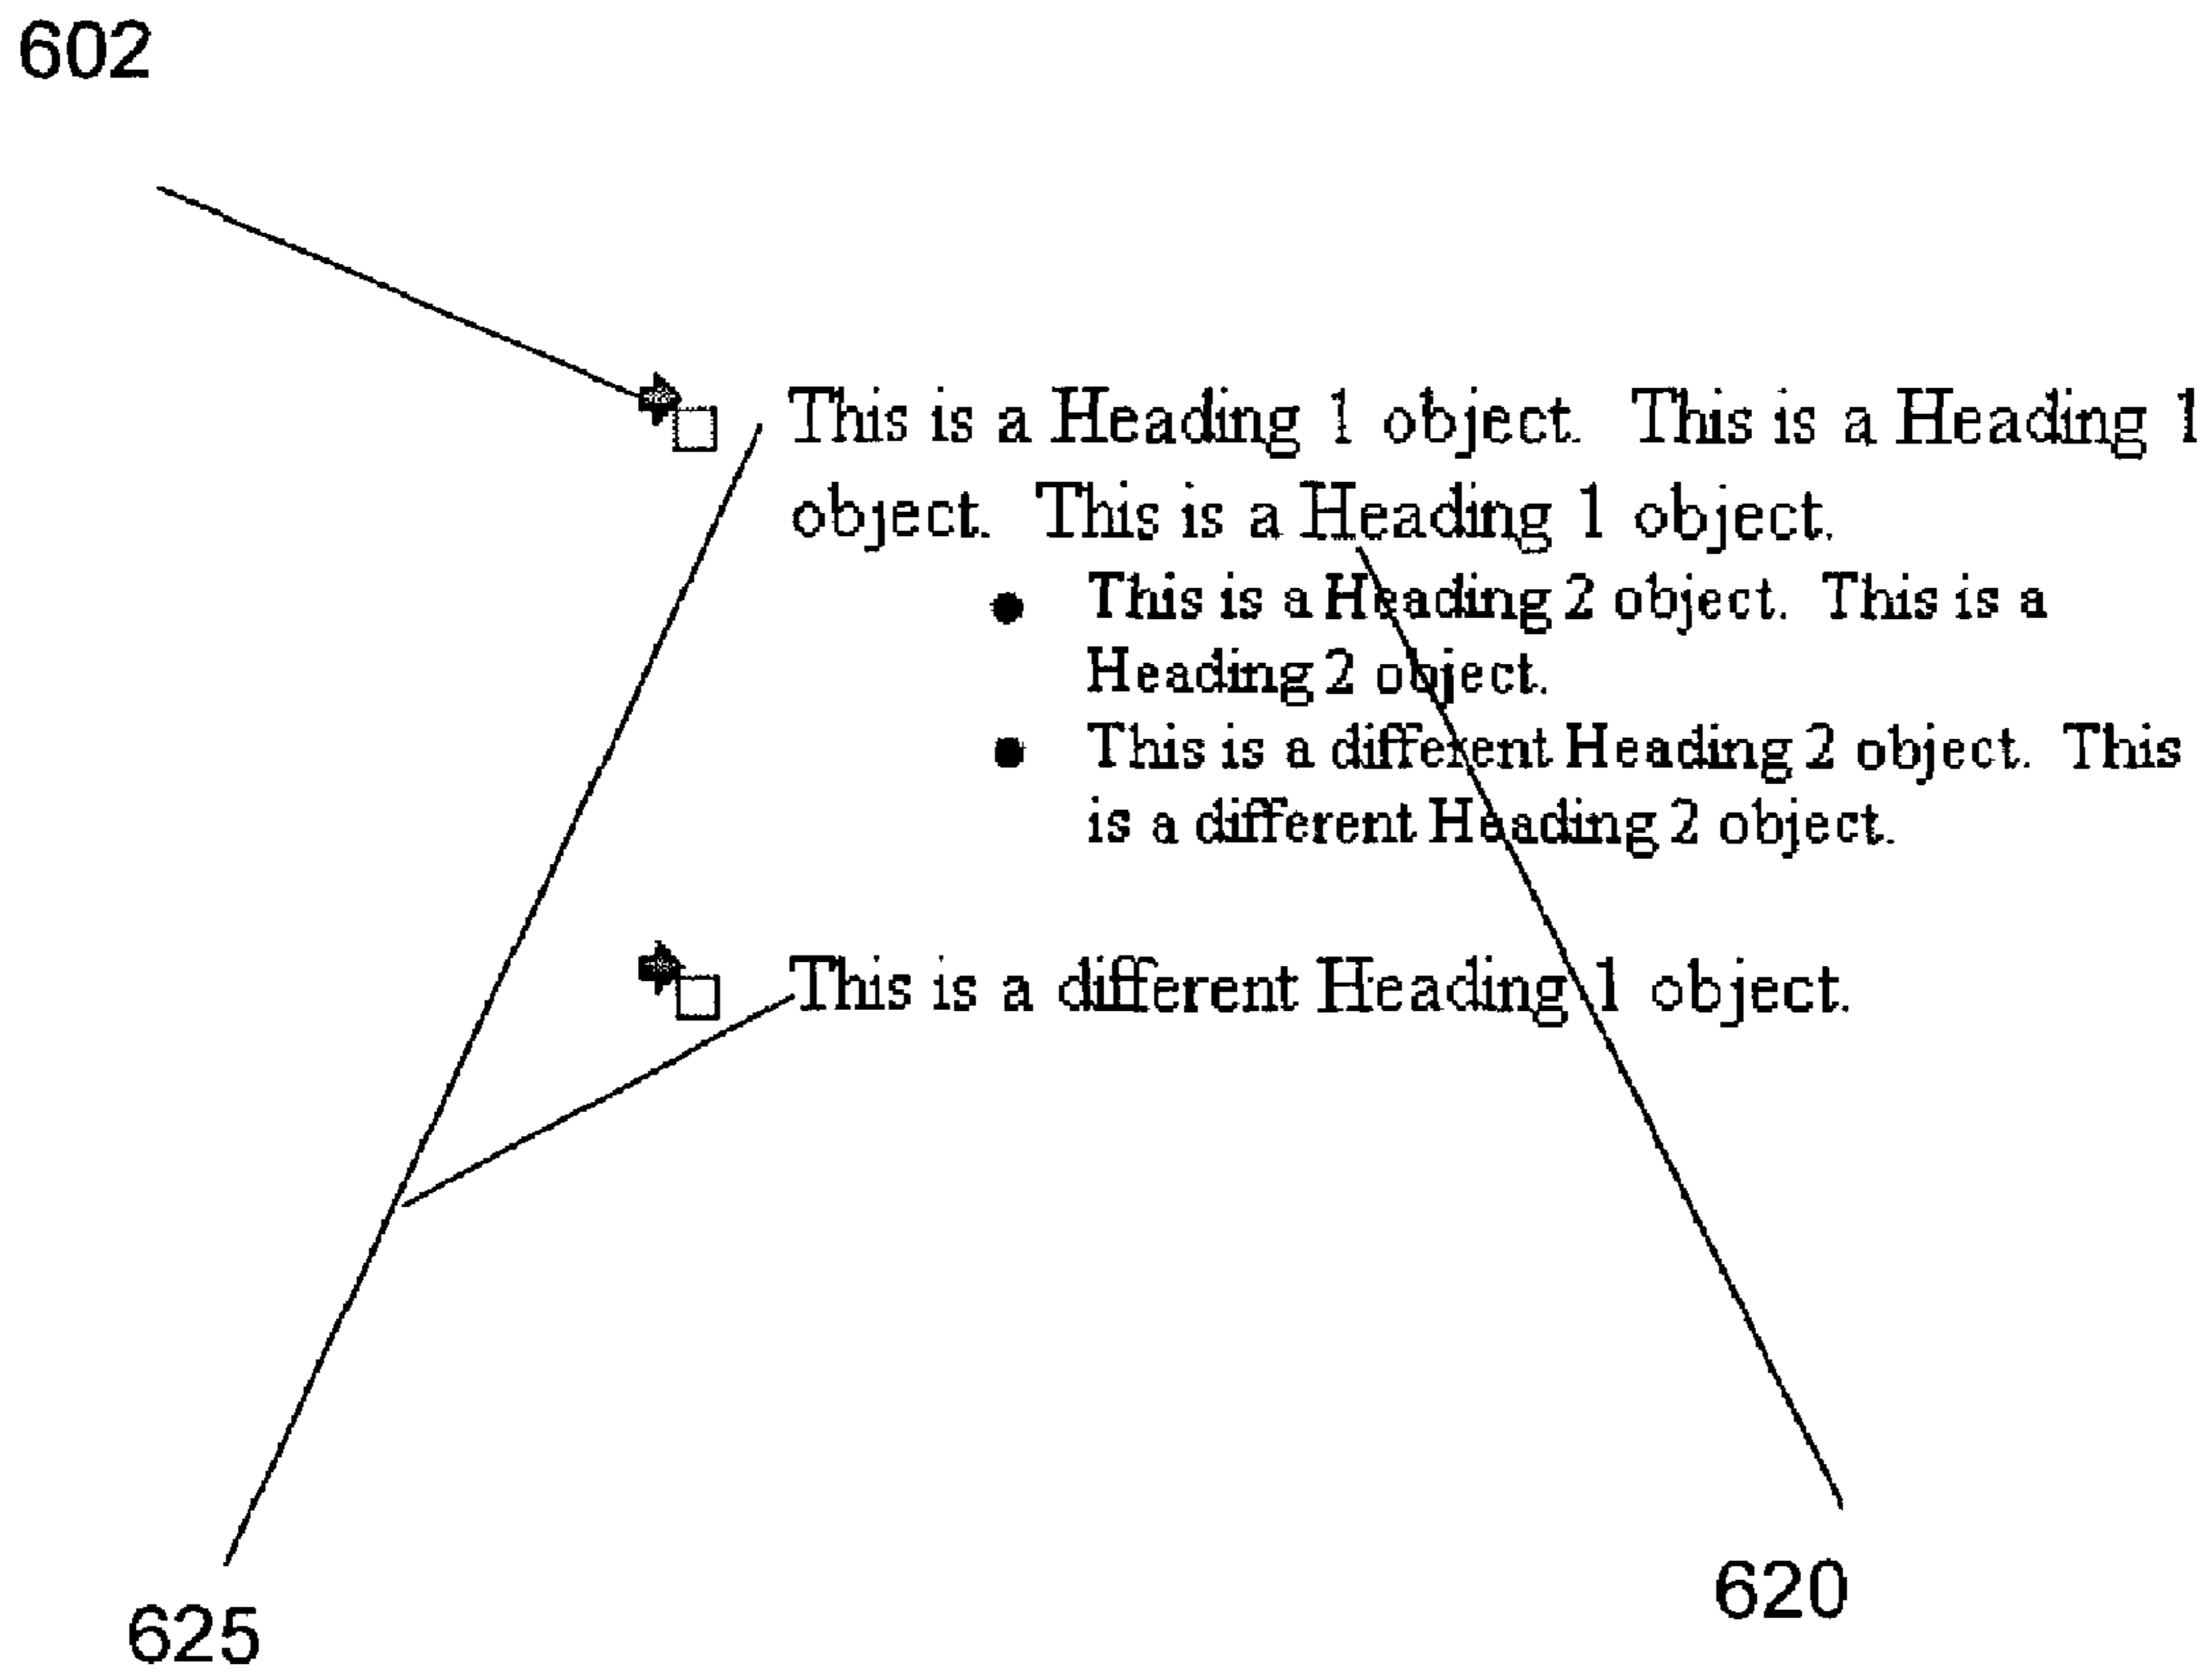 602
This is a Heading 1 object. This is a Heading 1
object. This is a Heading 1 object.
• This is a Heading 2 object. This is a
Heading 2 object.
• This is a different Heading 2 object. This
is a different Heading 2 object.
This is a different Heading 1 object.
620
625